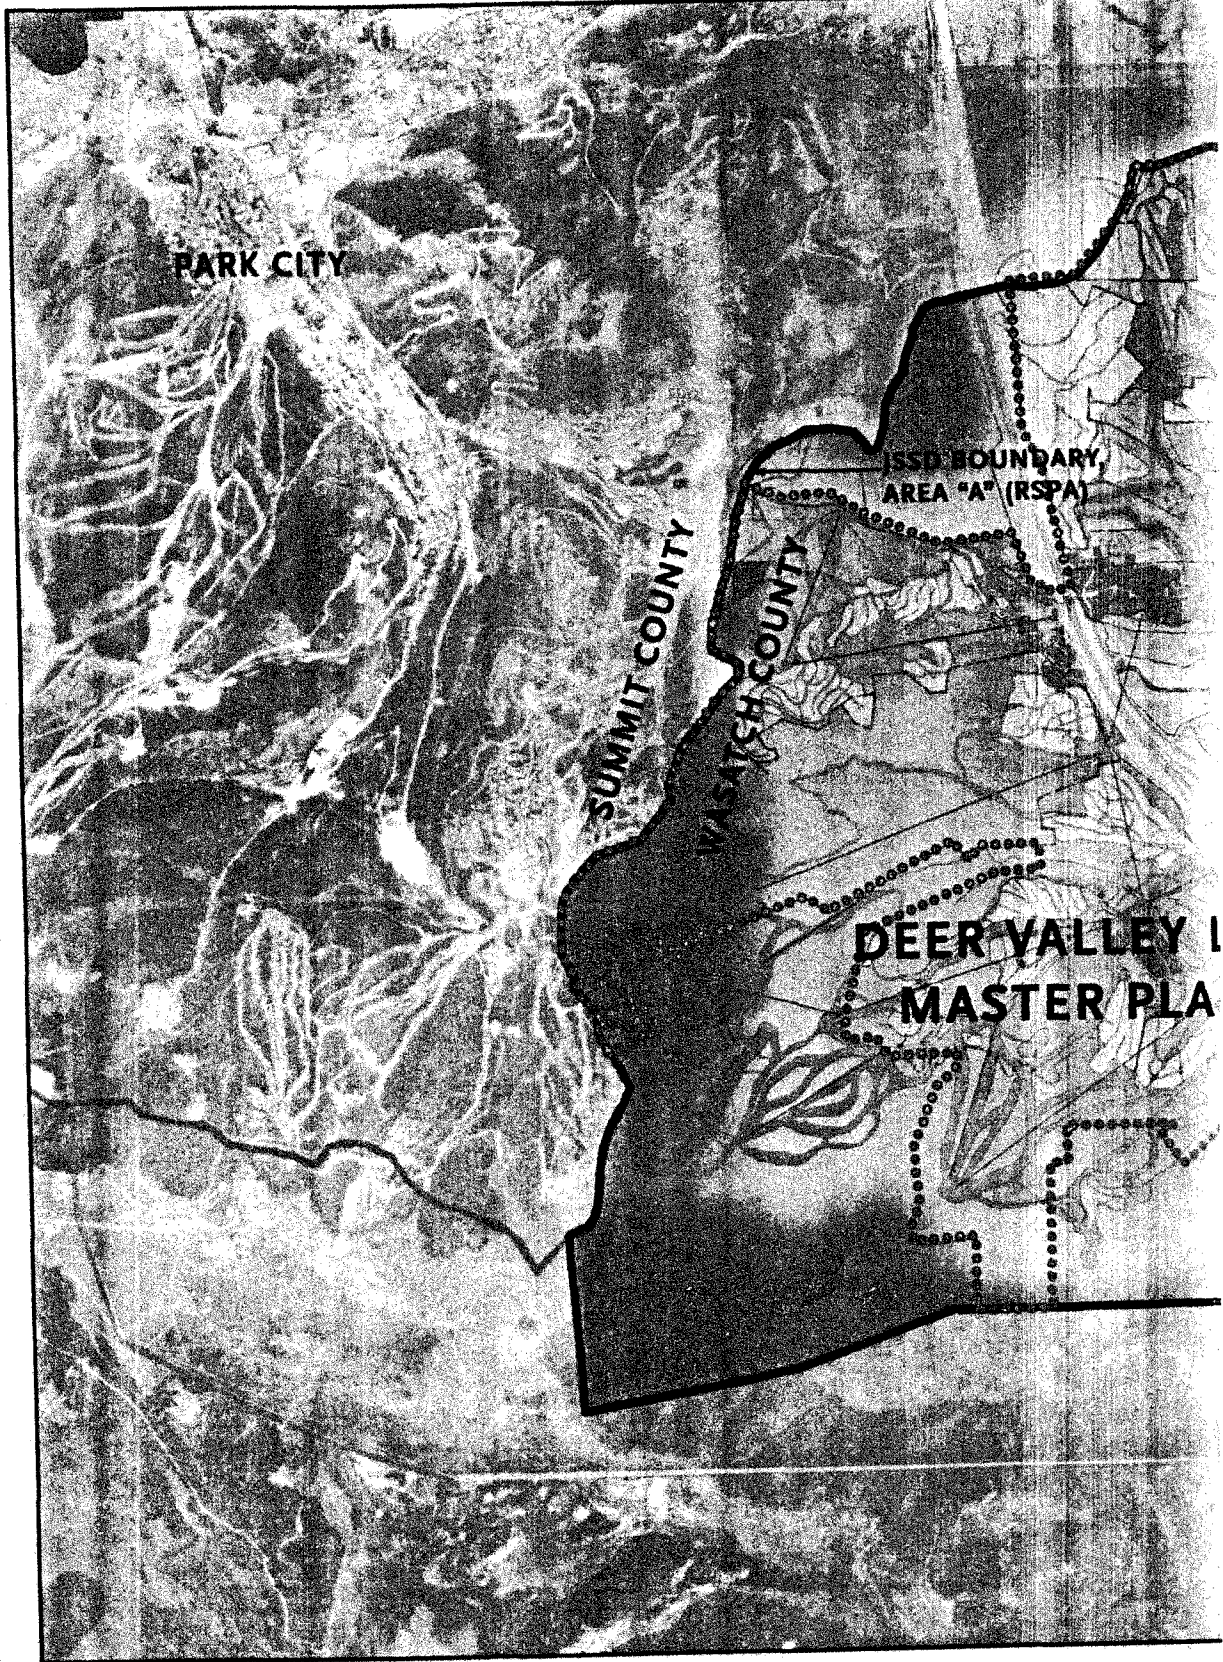 PARK CITY
JSSD BOUNDARY,
AREA "A" (RSPA)
SUMMIT COUNTY
WASATCH COUNTY
DEER VALLEY
MASTER PLA